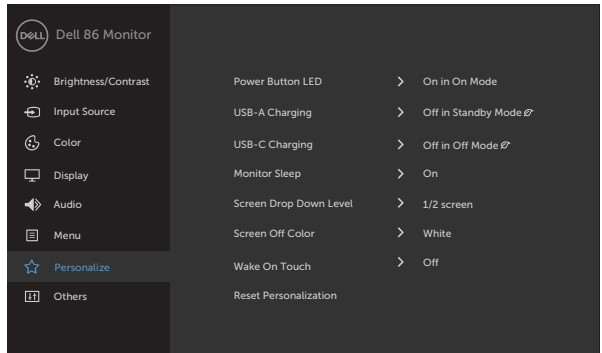 DELL Dell 86 Monitor
Brightness/Contrast
Input Source
Color
Display
Audio
Menu
Personalize
Others
Power Button LED > On in On Mode
USB-A Charging > Off in Standby Mode
USB-C Charging > Off in Off Mode
Monitor Sleep > On
Screen Drop Down Level > 1/2 screen
Screen Off Color > White
Wake On Touch > Off
Reset Personalization